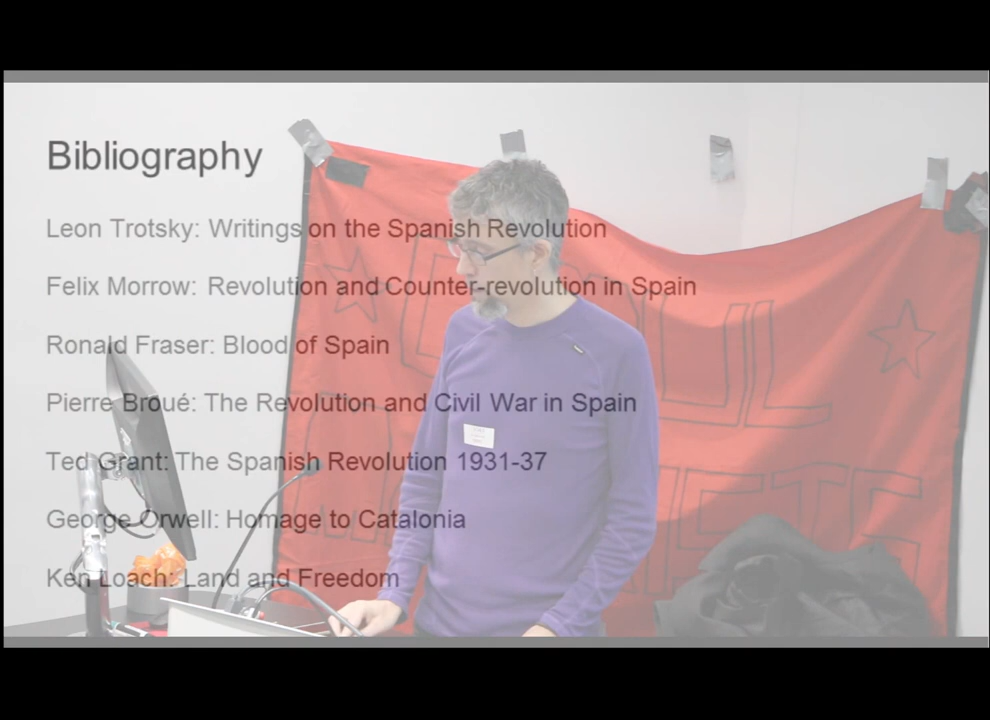 Bibliography
Leon Trotsky: Writings on the Spanish Revolution
Felix Morrow: Revolution and Counter-revolution in Spain
Ronald Fraser: Blood of Spain
Pierre Broué: The Revolution and Civil War in Spain
Ted Grant: The Spanish Revolution 1931-37
George Orwell: Homage to Catalonia
Ken Loach: Land and Freedom